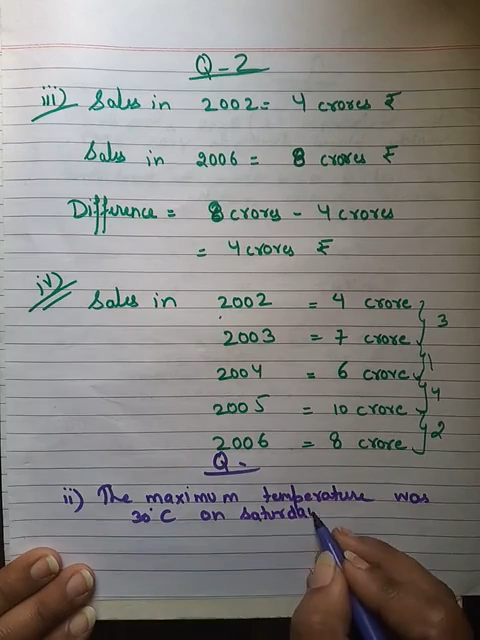 Q-2
iii) Sales in 2002 = 4 crores ₹
Sales in 2006 = 8 crores ₹
Difference = 8 crores - 4 crores
= 4 crores ₹
iv) Sales in 2002 = 4 crore
3
2003 = 7 crore
1
2004 = 6 crore
4
2005 = 10 crore
2
2006 = 8 crore
Q.
ii) The maximum temperature was
30°C on Saturday